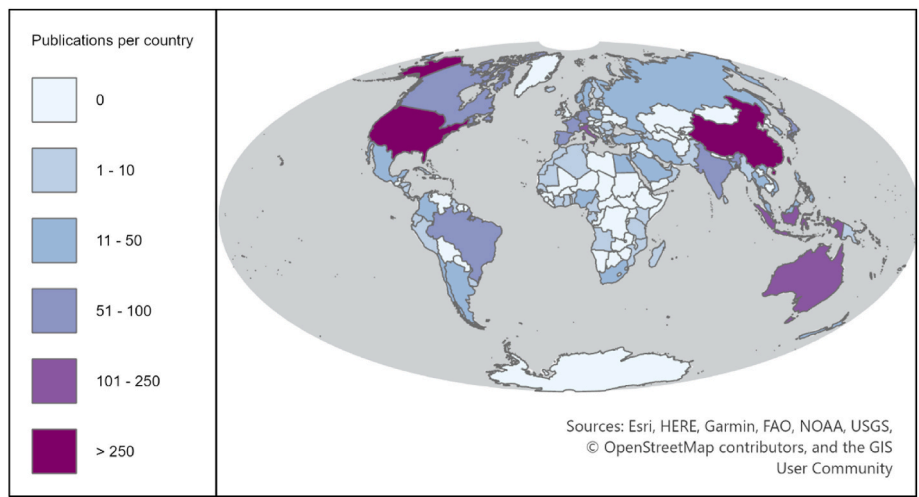 Publications per country
0
1 - 10
11 - 50
51 - 100
101 - 250
> 250
Sources: Esri, HERE, Garmin, FAO, NOAA, USGS,
© OpenStreetMap contributors, and the GIS
User Community